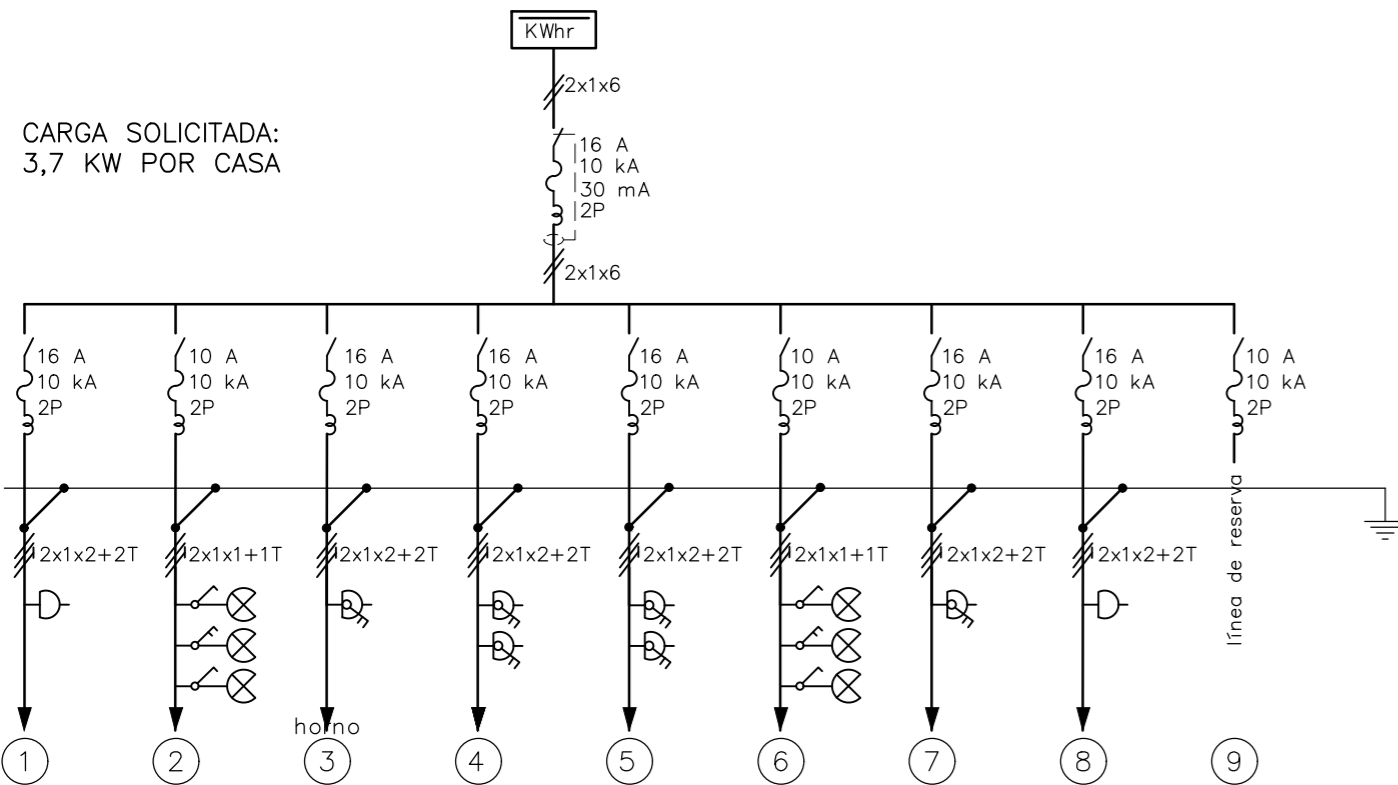 KWhr
2x1x6
CARGA SOLICITADA:
3,7 KW POR CASA
16 A
10 kA
30 mA
2P
2x1x6
16 A
10 kA
2P
10 A
10 kA
2P
16 A
10 kA
2P
16 A
10 kA
2P
16 A
10 kA
2P
10 A
10 kA
2P
16 A
10 kA
2P
16 A
10 kA
2P
10 A
10 kA
2P
2x1x2+2T
2x1x1+1T
2x1x2+2T
2x1x2+2T
2x1x2+2T
2x1x1+1T
2x1x2+2T
2x1x2+2T
línea de reserva
horno
1
2
3
4
5
6
7
8
9